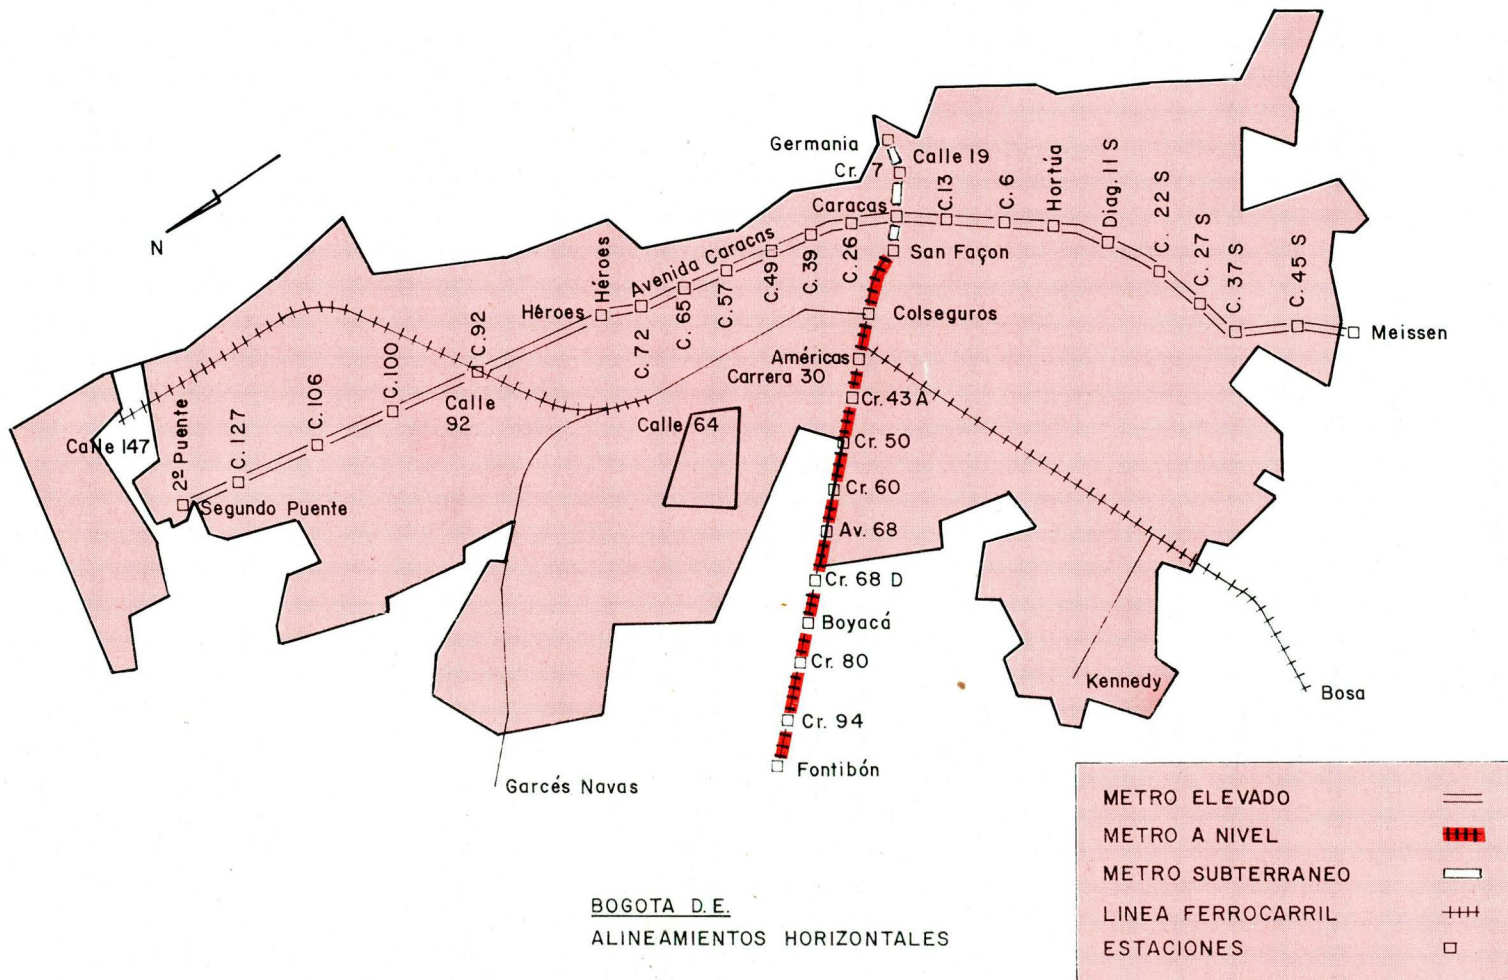 Germania
Calle 19
Cr. 7
Caracas
C.13
C. 6
Hortúa
Diag. 11 S
C. 22 S
C. 27 S
C. 37 S
C. 45 S
Meissen
N
San Façon
C. 26
C. 39
C.49
C.57
C. 65
C. 72
Avenida Caracas
Héroes
Héroes
Colseguros
Américas
Carrera 30
C.92
Calle
92
C.100
C. 106
C. 127
2º Puente
Segundo Puente
Calle 147
Calle 64
Cr. 43 A
Cr. 50
Cr. 60
Av. 68
Cr. 68 D
Boyacá
Cr. 80
Cr. 94
Fontibón
Kennedy
Bosa
Garcés Navas
METRO ELEVADO
METRO A NIVEL
METRO SUBTERRANEO
LINEA FERROCARRIL
ESTACIONES
BOGOTA D.E.
ALINEAMIENTOS HORIZONTALES